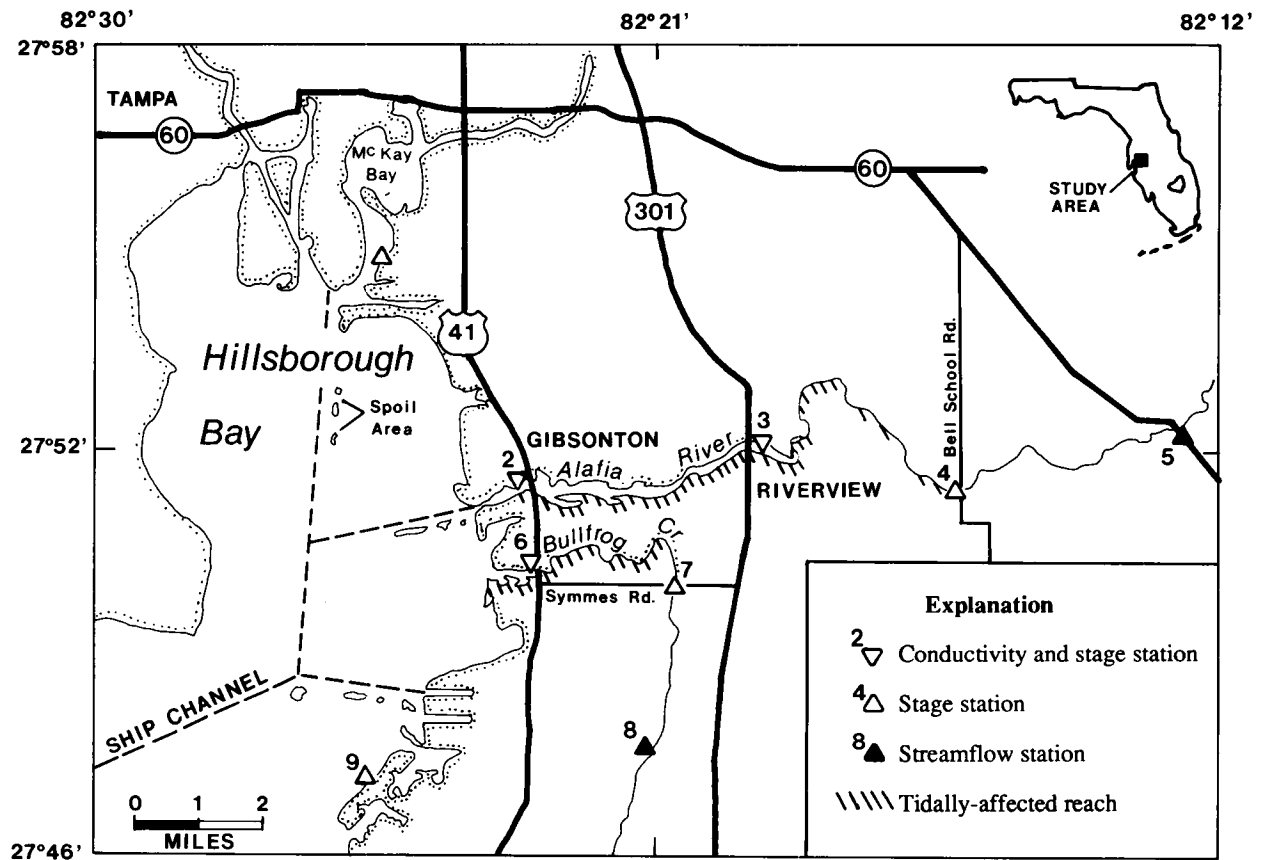 82°30'
82°21'
82°12'
27°58'
TAMPA
60
McKay
Bay
60
301
STUDY
AREA
41
Hillsborough
Bay
Spoil
Area
Bell School Rd.
27°52'
GIBSONTON
2
Alafia River
3
RIVERVIEW
4
5
6
Bullfrog Cr
7
Symmes Rd.
SHIP CHANNEL
8
9
0 1 2
MILES
27°46'
Explanation
2 Conductivity and stage station
4 Stage station
8 Streamflow station
Tidally-affected reach